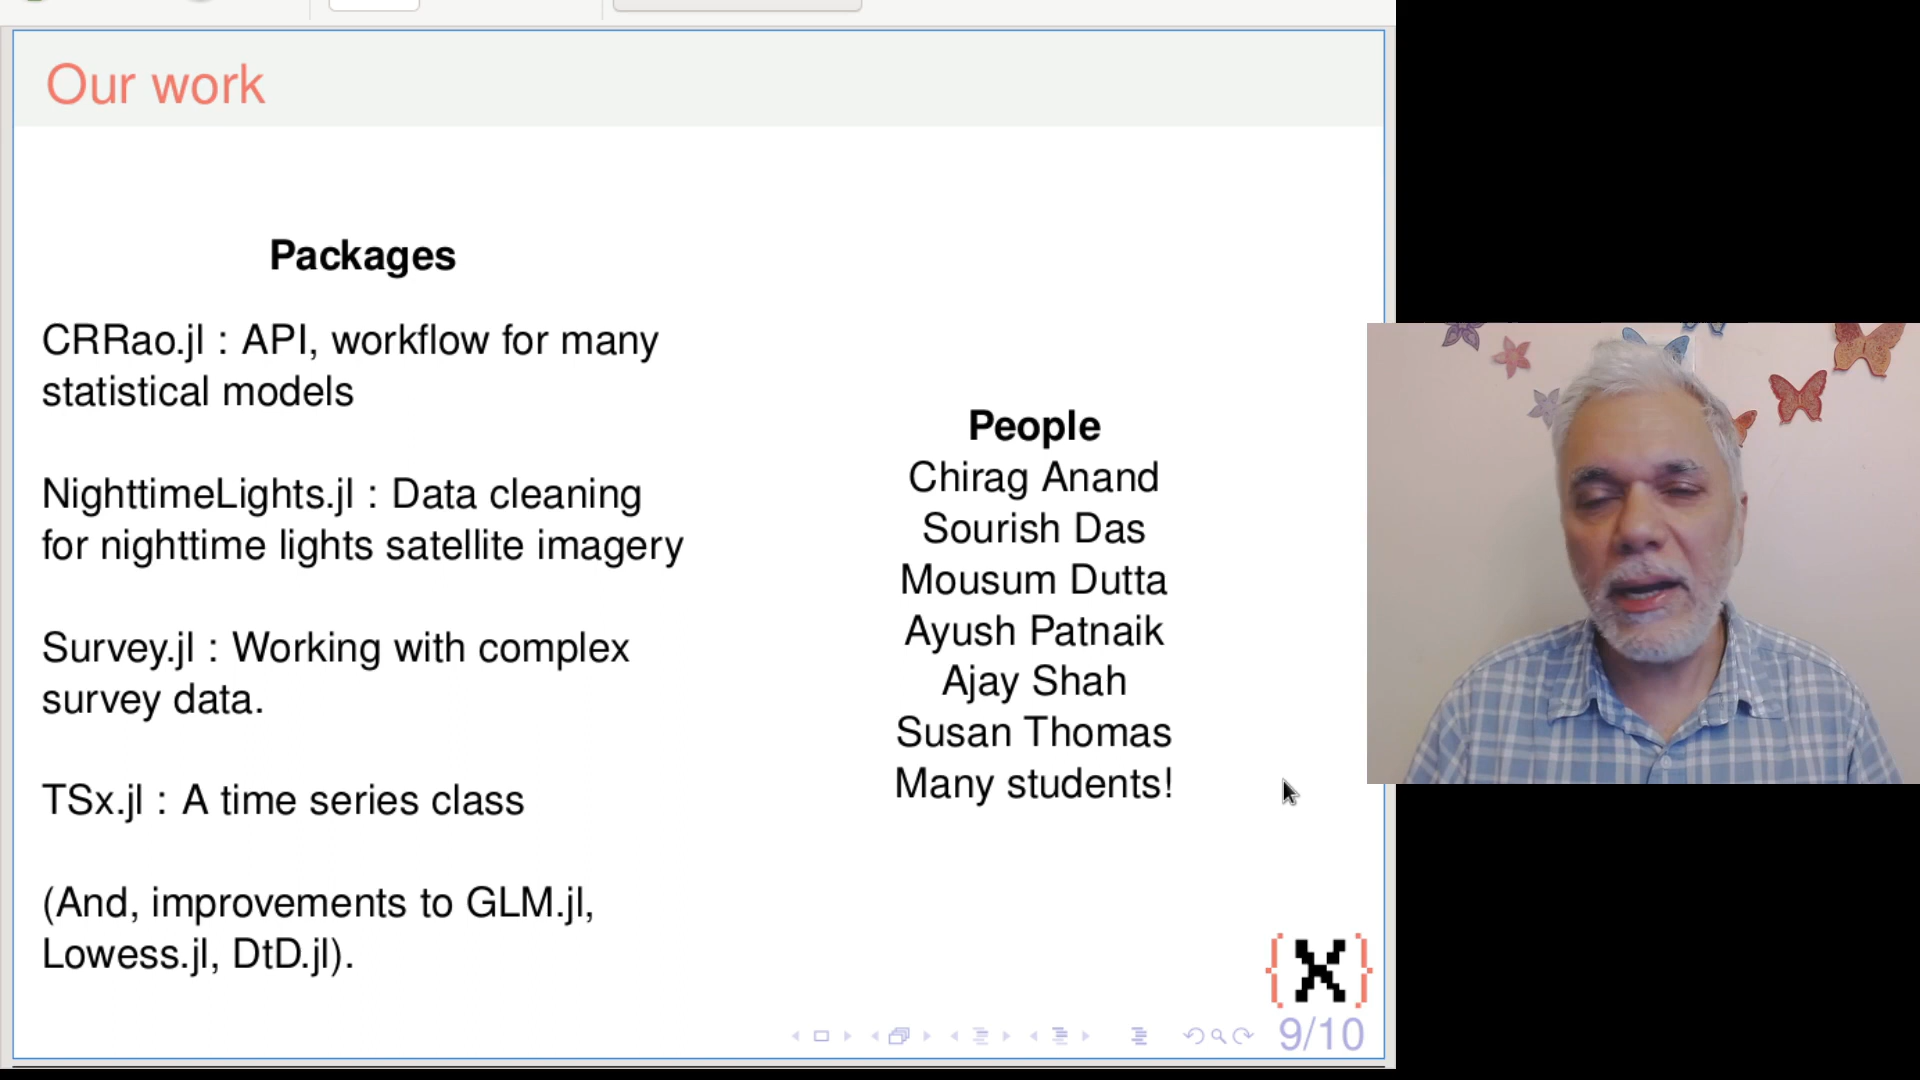 Our work
Packages
CRRao.jl : API, workflow for many
statistical models
NighttimeLights.jl : Data cleaning
for nighttime lights satellite imagery
Survey.jl : Working with complex
survey data.
TSx.jl : A time series class
(And, improvements to GLM.jl,
Lowess.jl, DtD.jl).
People
Chirag Anand
Sourish Das
Mousum Dutta
Ayush Patnaik
Ajay Shah
Susan Thomas
Many students!
{X}
9/10